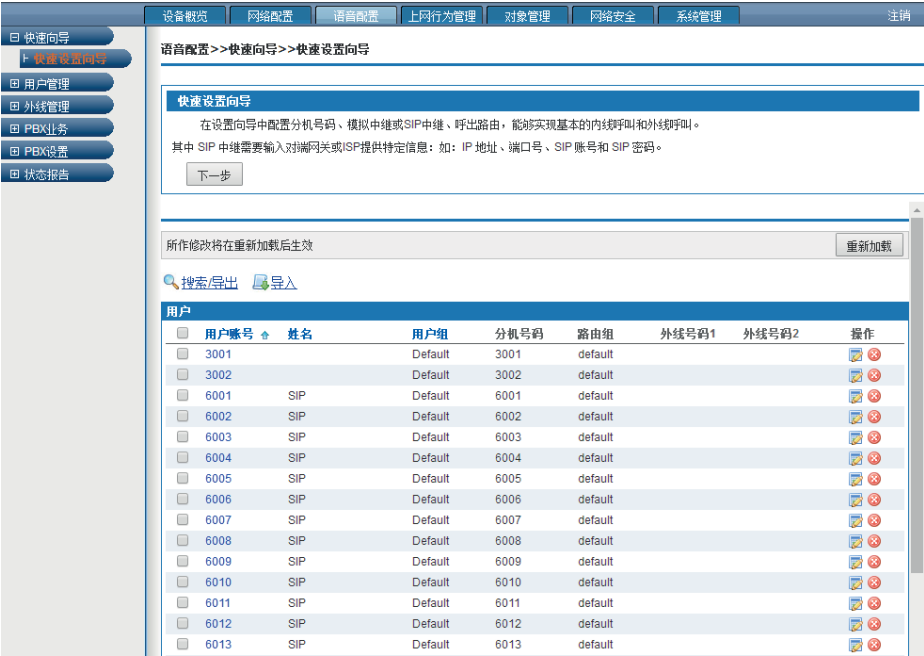 设备概览 网络配置 语音配置 上网行为管理 对象管理 网络安全 系统管理 注销
快速向导
快速设置向导
用户管理
外线管理
PBX业务
PBX设置
状态报告
语音配置>>快速向导>>快速设置向导
快速设置向导
在设置向导中配置分机号码、模拟中继或SIP中继、呼出路由，能够实现基本的内线呼叫和外线呼叫。
其中 SIP 中继需要输入对端网关或ISP提供特定信息：如：IP 地址、端口号、SIP 账号和 SIP 密码。
下一步
所作修改将在重新加载后生效 重新加载
搜索/导出 导入
用户
用户账号 姓名 用户组 分机号码 路由组 外线号码1 外线号码2 操作
3001 Default 3001 default
3002 Default 3002 default
6001 SIP Default 6001 default
6002 SIP Default 6002 default
6003 SIP Default 6003 default
6004 SIP Default 6004 default
6005 SIP Default 6005 default
6006 SIP Default 6006 default
6007 SIP Default 6007 default
6008 SIP Default 6008 default
6009 SIP Default 6009 default
6010 SIP Default 6010 default
6011 SIP Default 6011 default
6012 SIP Default 6012 default
6013 SIP Default 6013 default